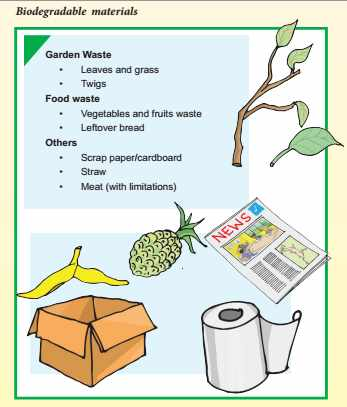 Biodegradable materials
Garden Waste
• Leaves and grass
• Twigs
Food waste
• Vegetables and fruits waste
• Leftover bread
Others
• Scrap paper/cardboard
• Straw
• Meat (with limitations)
NEWS